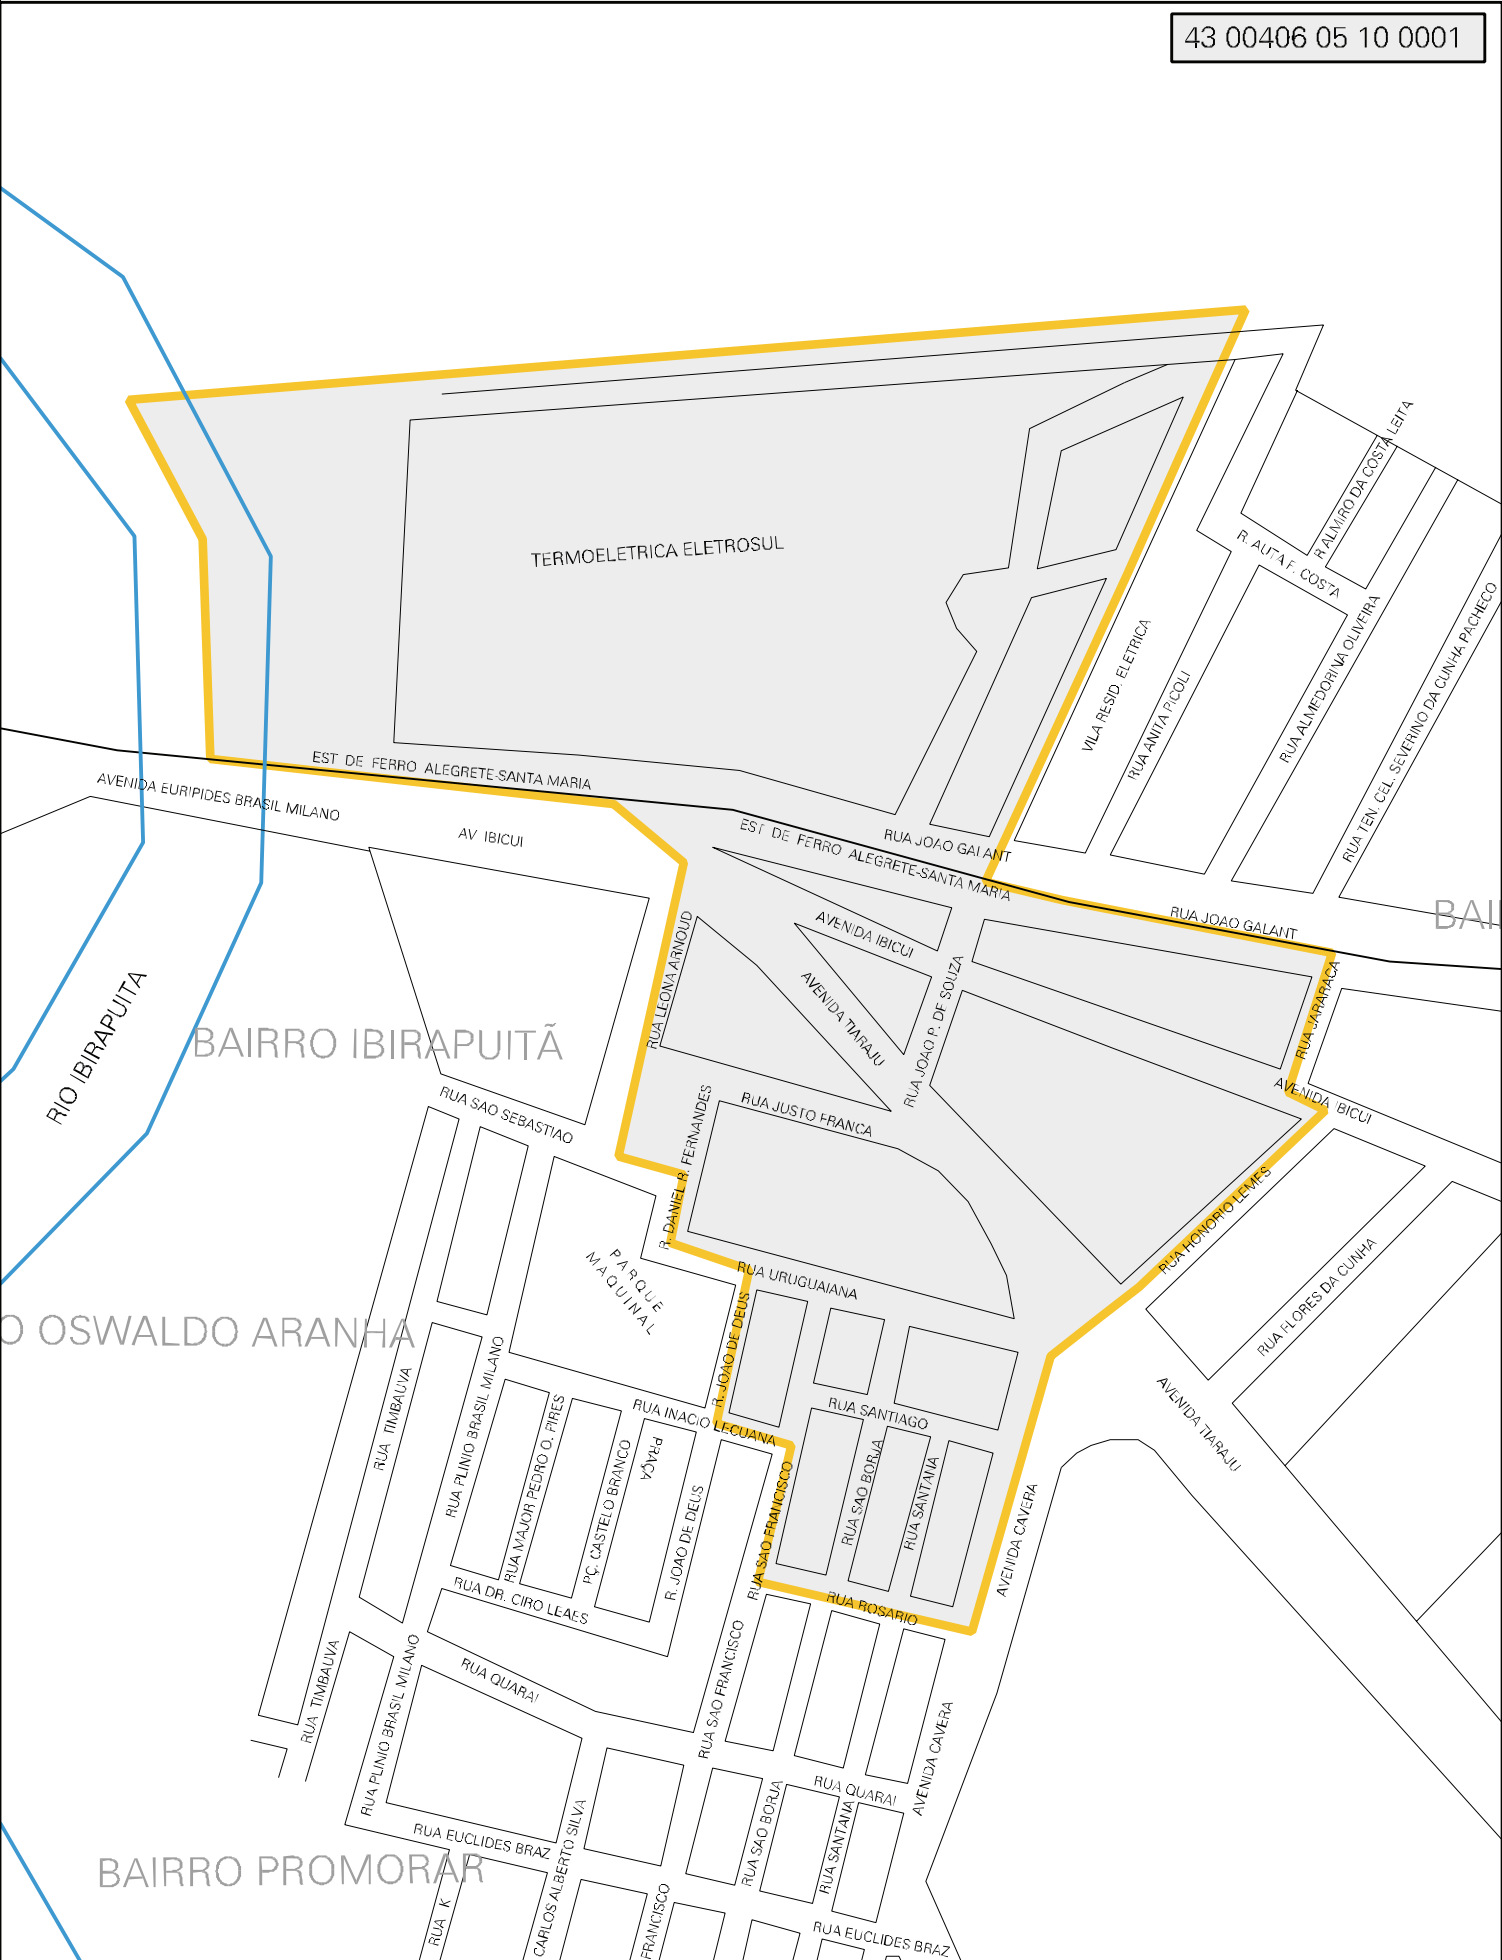 43 00406 05 10 0001
R ALMIRO DA COSTA LEITA
R. AUTA F. COSTA
TERMOELETRICA ELETROSUL
RUA TEN. CEL. SEVERINO DA CUNHA PACHECO
RUA ALMEDORINA OLIVEIRA
VILA RESID. ELETRICA
RUA ANITA PICOLI
EST DE FERRO ALEGRETE-SANTA MARIA
AVENIDA EURIPIDES BRASIL MILANO
AV IBICUI
EST DE FERRO ALEGRETE-SANTA MARIA
RUA JOAO GALANT
RUA JOAO GALANT
BAI
AVENIDA IBICUI
RUA LEONA ARNOUD
AVENIDA TIARAJU
RUA JOAO P. DE SOUZA
RUA JARARACA
RIO IBIRAPUITA
BAIRRO IBIRAPUITÃ
AVENIDA IBICUI
RUA SAO SEBASTIAO
RUA JUSTO FRANCA
R. DANIEL R. FERNANDES
RUA HONORIO LEMES
PARQUE
MAQUINAL
RUA URUGUAIANA
RUA FLORES DA CUNHA
O OSWALDO ARANHA
R. JOAO DE DEUS
RUA TIMBAUVA
RUA PLINIO BRASIL MILANO
RUA MAJOR PEDRO O. PIRES
RUA INACIO LECUANA
RUA SANTIAGO
AVENIDA TIARAJU
PRAÇA
PÇ. CASTELO BRANCO
R. JOAO DE DEUS
RUA SAO FRANCISCO
RUA SAO BORJA
RUA SANTANA
AVENIDA CAVERA
RUA DR. CIRO LEAES
RUA ROSARIO
RUA QUARAI
RUA TIMBAUVA
RUA PLINIO BRASIL MILANO
RUA SAO FRANCISCO
AVENIDA CAVERA
RUA QUARAI
RUA SAO BORJA
RUA SANTANA
RUA EUCLIDES BRAZ
CARLOS ALBERTO SILVA
BAIRRO PROMORAR
RUA K
FRANCISCO
RUA EUCLIDES BRAZ